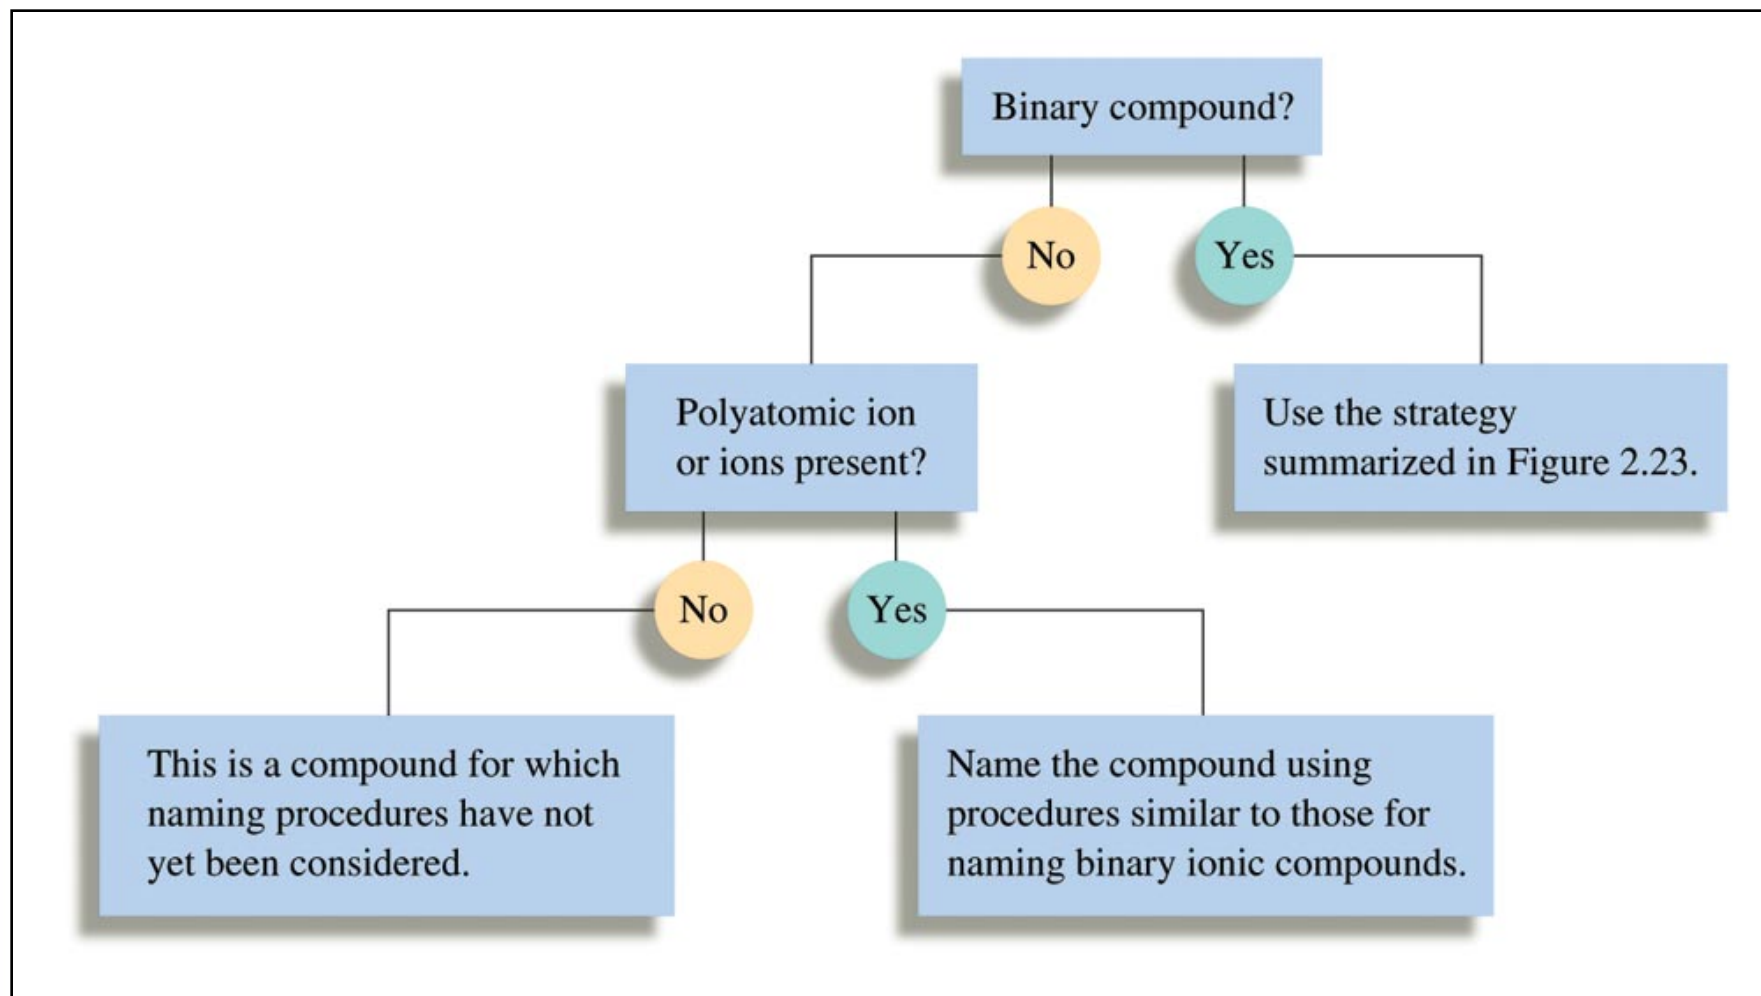 Binary compound?
No
Yes
Polyatomic ion
or ions present?
Use the strategy
summarized in Figure 2.23.
No
Yes
This is a compound for which
naming procedures have not
yet been considered.
Name the compound using
procedures similar to those for
naming binary ionic compounds.